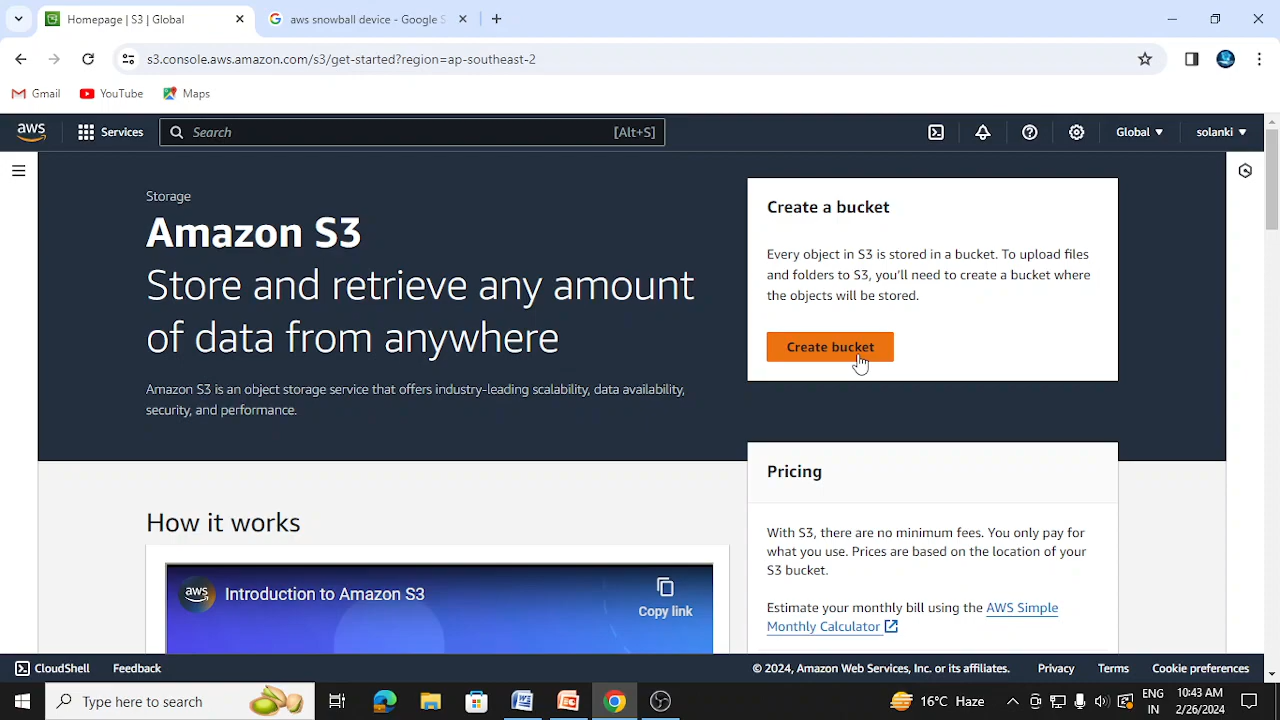 Homepage | S3 | Global
aws snowball device - Google S
s3.console.aws.amazon.com/s3/get-started?region=ap-southeast-2
Gmail
YouTube
Maps
aws
Services
Search
[Alt+S]
Global
solanki
Storage
Amazon S3
Store and retrieve any amount
of data from anywhere
Amazon S3 is an object storage service that offers industry-leading scalability, data availability,
security, and performance.
Create a bucket
Every object in S3 is stored in a bucket. To upload files
and folders to S3, you'll need to create a bucket where
the objects will be stored.
Create bucket
Pricing
With S3, there are no minimum fees. You only pay for
what you use. Prices are based on the location of your
S3 bucket.
Estimate your monthly bill using the AWS Simple
Monthly Calculator
How it works
aws
Introduction to Amazon S3
Copy link
CloudShell
Feedback
© 2024, Amazon Web Services, Inc. or its affiliates.
Privacy
Terms
Cookie preferences
Type here to search
16°C Haze
ENG
IN
10:43 AM
2/26/2024